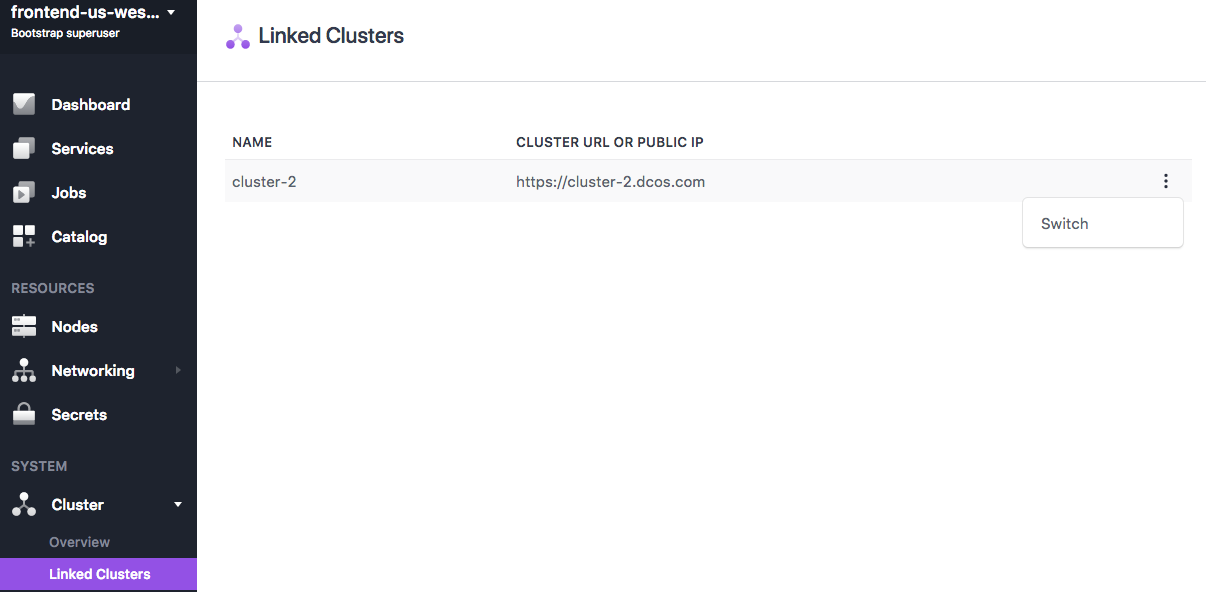 frontend-us-wes...
Bootstrap superuser
Dashboard
Services
Jobs
Catalog
RESOURCES
Nodes
Networking
Secrets
SYSTEM
Cluster
Overview
Linked Clusters
Linked Clusters
NAME CLUSTER URL OR PUBLIC IP
cluster-2 https://cluster-2.dcos.com
Switch